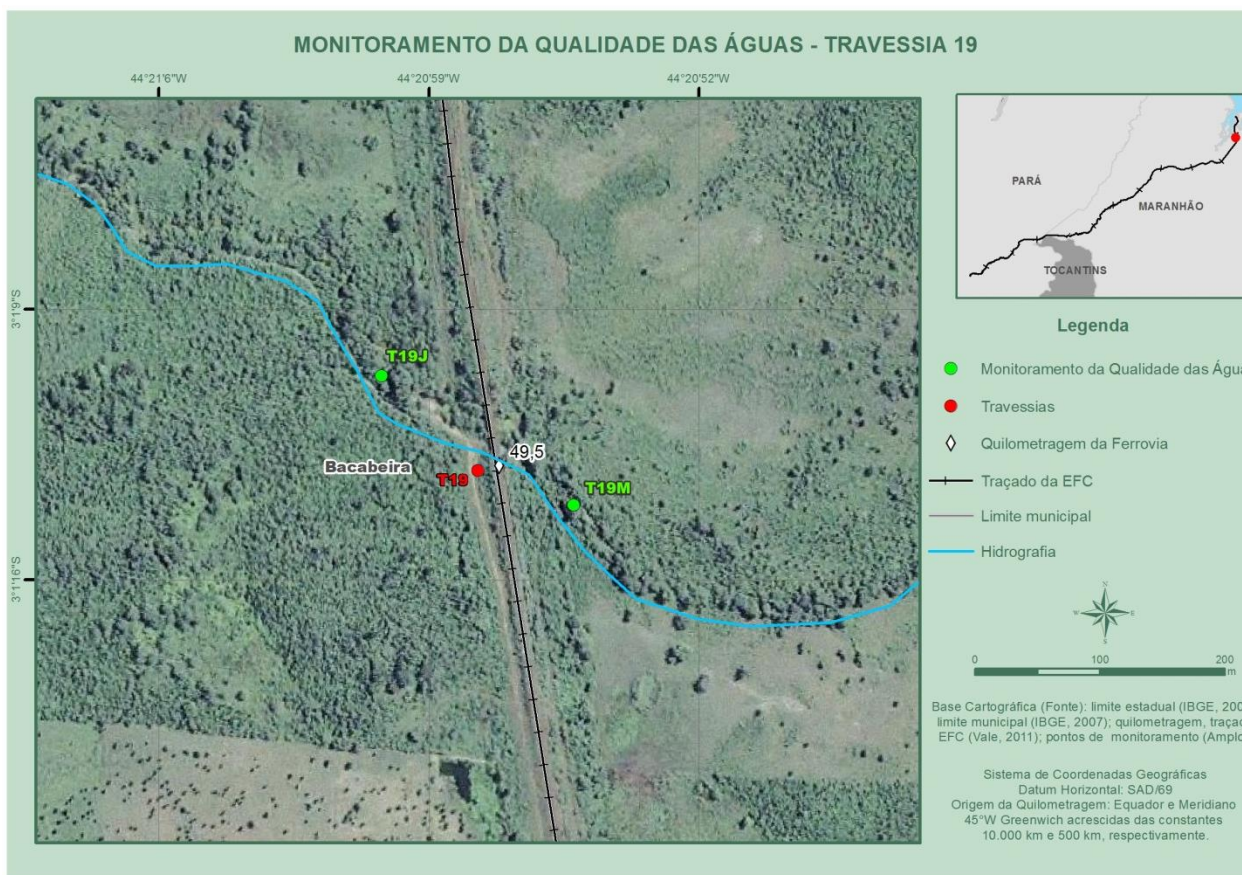 MONITORAMENTO DA QUALIDADE DAS ÁGUAS - TRAVESSIA 19
44°21'6"W
44°20'59"W
44°20'52"W
3°1'9"S
3°1'16"S
T19J
49,5
Bacabeira
T19
T19M
PARÁ
MARANHÃO
TOCANTINS
Legenda
Monitoramento da Qualidade das Água
Travessias
Quilometragem da Ferrovia
Traçado da EFC
Limite municipal
Hidrografia
N
W E
S
0 100 200
m
Base Cartográfica (Fonte): limite estadual (IBGE, 200
limite municipal (IBGE, 2007); quilometragem, traçad
EFC (Vale, 2011); pontos de monitoramento (Amplo
Sistema de Coordenadas Geográficas
Datum Horizontal: SAD/69
Origem da Quilometragem: Equador e Meridiano
45°W Greenwich acrescidas das constantes
10.000 km e 500 km, respectivamente.